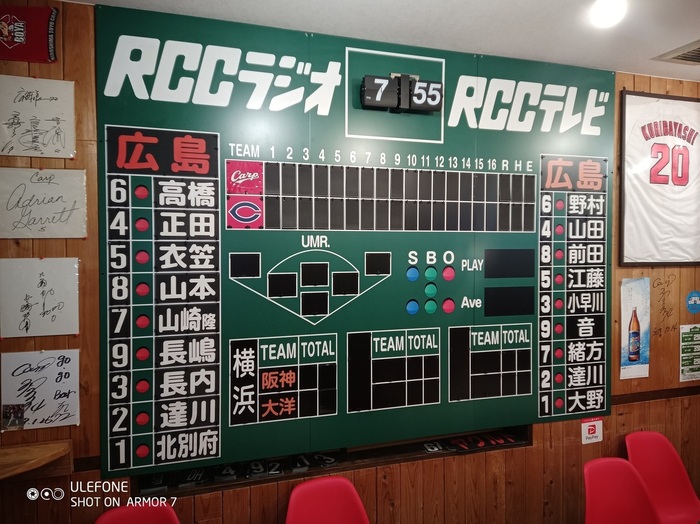 RCCラジオ
7 55
RCCテレビ
広島
6 高橋
4 正田
5 衣笠
8 山本
7 山崎隆
9 長嶋
3 長内
2 達川
1 北別府
TEAM 1 2 3 4 5 6 7 8 9 10 11 12 13 14 15 16 R H E
Carp
C
UMR.
S B O
PLAY
Ave
横浜
TEAM TOTAL
阪神
大洋
TEAM TOTAL
TEAM TOTAL
広島
6 野村
4 山田
8 前田
5 江藤
3 小早川
9 音
7 緒方
2 達川
1 大野
KURIBAYASHI
20
Carp
Adrian Garrett
PayPay
ULEFONE
SHOT ON ARMOR 7